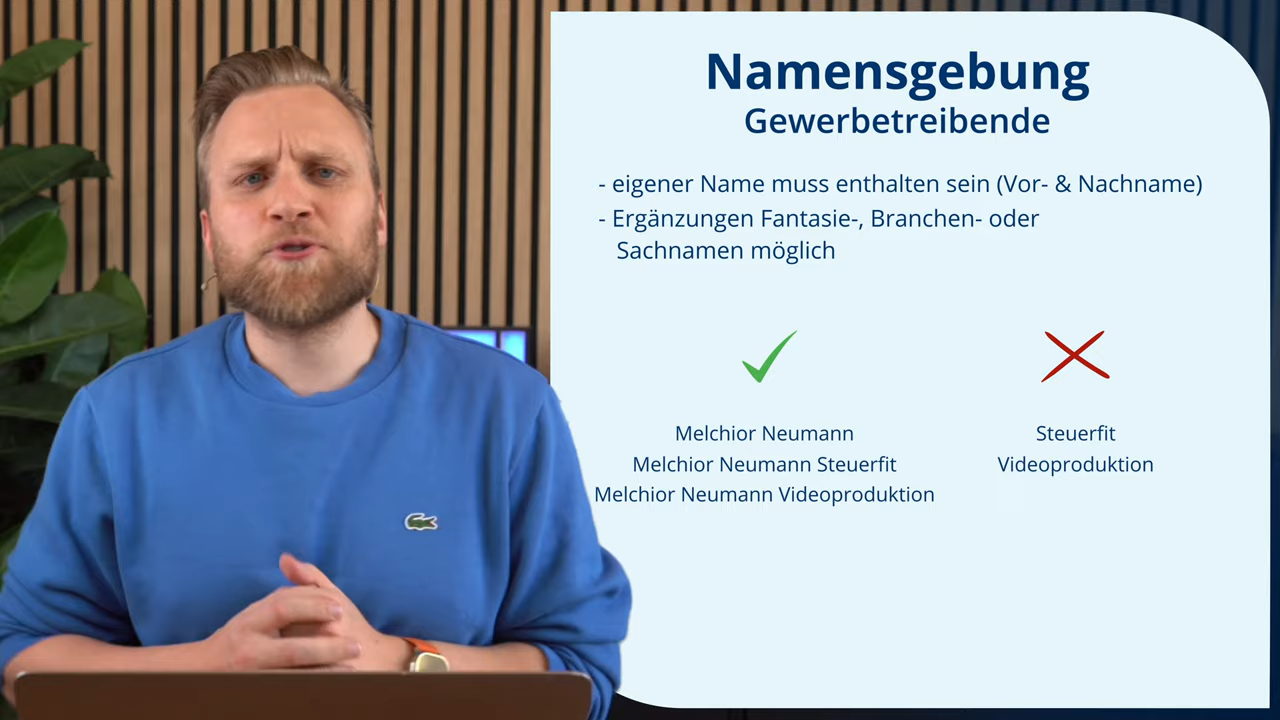 Namensgebung
Gewerbetreibende
- eigener Name muss enthalten sein (Vor- & Nachname)
- Ergänzungen Fantasie-, Branchen- oder
Sachnamen möglich
Melchior Neumann
Melchior Neumann Steuerfit
Melchior Neumann Videoproduktion
Steuerfit
Videoproduktion